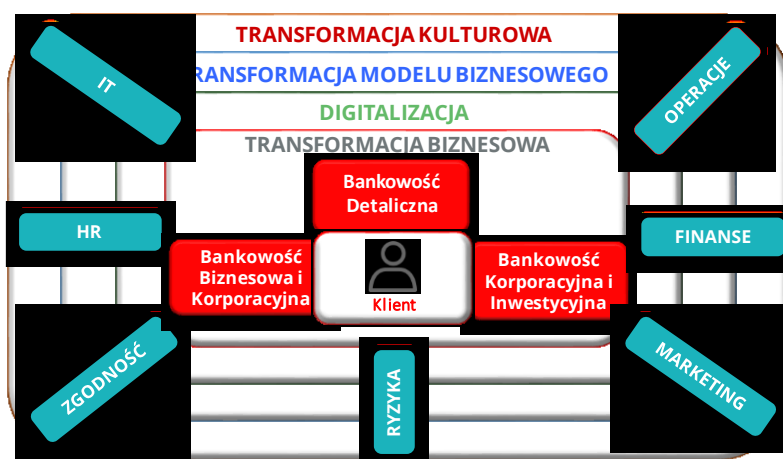 TRANSFORMACJA KULTUROWA
RANSFORMACJA MODELU BIZNESOWEGO
DIGITALIZACJA
TRANSFORMACJA BIZNESOWA
IT
OPERACJE
Bankowość
Detaliczna
HR
FINANSE
Bankowość
Biznesowa i
Korporacyjna
Klient
Bankowość
Korporacyjna i
Inwestycyjna
ZGODNOŚĆ
RYZYKA
MARKETING